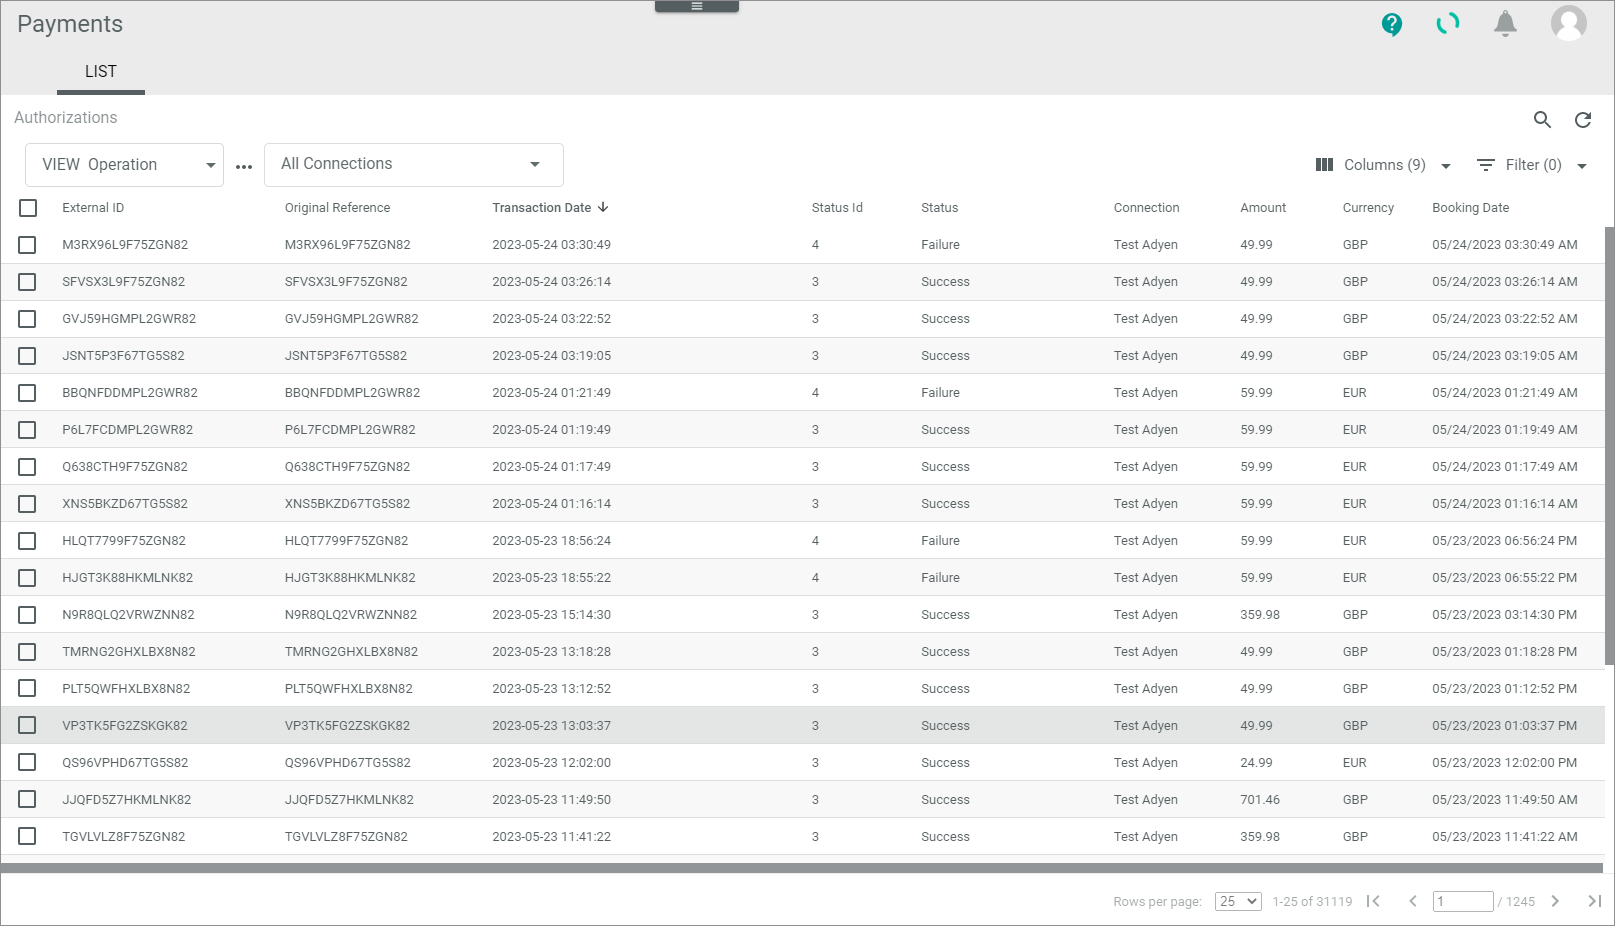 Payments
LIST
Authorizations
VIEW Operation ... All Connections Columns (9) Filter (0)
External ID Original Reference Transaction Date Status Id Status Connection Amount Currency Booking Date
M3RX96L9F75ZGN82 M3RX96L9F75ZGN82 2023-05-24 03:30:49 4 Failure Test Adyen 49.99 GBP 05/24/2023 03:30:49 AM
SFVSX3L9F75ZGN82 SFVSX3L9F75ZGN82 2023-05-24 03:26:14 3 Success Test Adyen 49.99 GBP 05/24/2023 03:26:14 AM
GVJ59HGMPL2GWR82 GVJ59HGMPL2GWR82 2023-05-24 03:22:52 3 Success Test Adyen 49.99 GBP 05/24/2023 03:22:52 AM
JSNT5P3F67TG5S82 JSNT5P3F67TG5S82 2023-05-24 03:19:05 3 Success Test Adyen 49.99 GBP 05/24/2023 03:19:05 AM
BBQNFDDMPL2GWR82 BBQNFDDMPL2GWR82 2023-05-24 01:21:49 4 Failure Test Adyen 59.99 EUR 05/24/2023 01:21:49 AM
P6L7FCDMPL2GWR82 P6L7FCDMPL2GWR82 2023-05-24 01:19:49 3 Success Test Adyen 59.99 EUR 05/24/2023 01:19:49 AM
Q638CTH9F75ZGN82 Q638CTH9F75ZGN82 2023-05-24 01:17:49 3 Success Test Adyen 59.99 EUR 05/24/2023 01:17:49 AM
XNS5BKZD67TG5S82 XNS5BKZD67TG5S82 2023-05-24 01:16:14 3 Success Test Adyen 59.99 EUR 05/24/2023 01:16:14 AM
HLQT7799F75ZGN82 HLQT7799F75ZGN82 2023-05-23 18:56:24 4 Failure Test Adyen 59.99 EUR 05/23/2023 06:56:24 PM
HJGT3K88HKMLNK82 HJGT3K88HKMLNK82 2023-05-23 18:55:22 4 Failure Test Adyen 59.99 EUR 05/23/2023 06:55:22 PM
N9R8QLQ2VRWZNN82 N9R8QLQ2VRWZNN82 2023-05-23 15:14:30 3 Success Test Adyen 359.98 GBP 05/23/2023 03:14:30 PM
TMRNG2GHXLBX8N82 TMRNG2GHXLBX8N82 2023-05-23 13:18:28 3 Success Test Adyen 49.99 GBP 05/23/2023 01:18:28 PM
PLT5QWFHXLBX8N82 PLT5QWFHXLBX8N82 2023-05-23 13:12:52 3 Success Test Adyen 49.99 GBP 05/23/2023 01:12:52 PM
VP3TK5FG2ZSKGK82 VP3TK5FG2ZSKGK82 2023-05-23 13:03:37 3 Success Test Adyen 49.99 GBP 05/23/2023 01:03:37 PM
QS96VPHD67TG5S82 QS96VPHD67TG5S82 2023-05-23 12:02:00 3 Success Test Adyen 24.99 EUR 05/23/2023 12:02:00 PM
JJQFD5Z7HKMLNK82 JJQFD5Z7HKMLNK82 2023-05-23 11:49:50 3 Success Test Adyen 701.46 GBP 05/23/2023 11:49:50 AM
TGVLVLZ8F75ZGN82 TGVLVLZ8F75ZGN82 2023-05-23 11:41:22 3 Success Test Adyen 359.98 GBP 05/23/2023 11:41:22 AM
Rows per page: 25 1-25 of 31119 1 / 1245